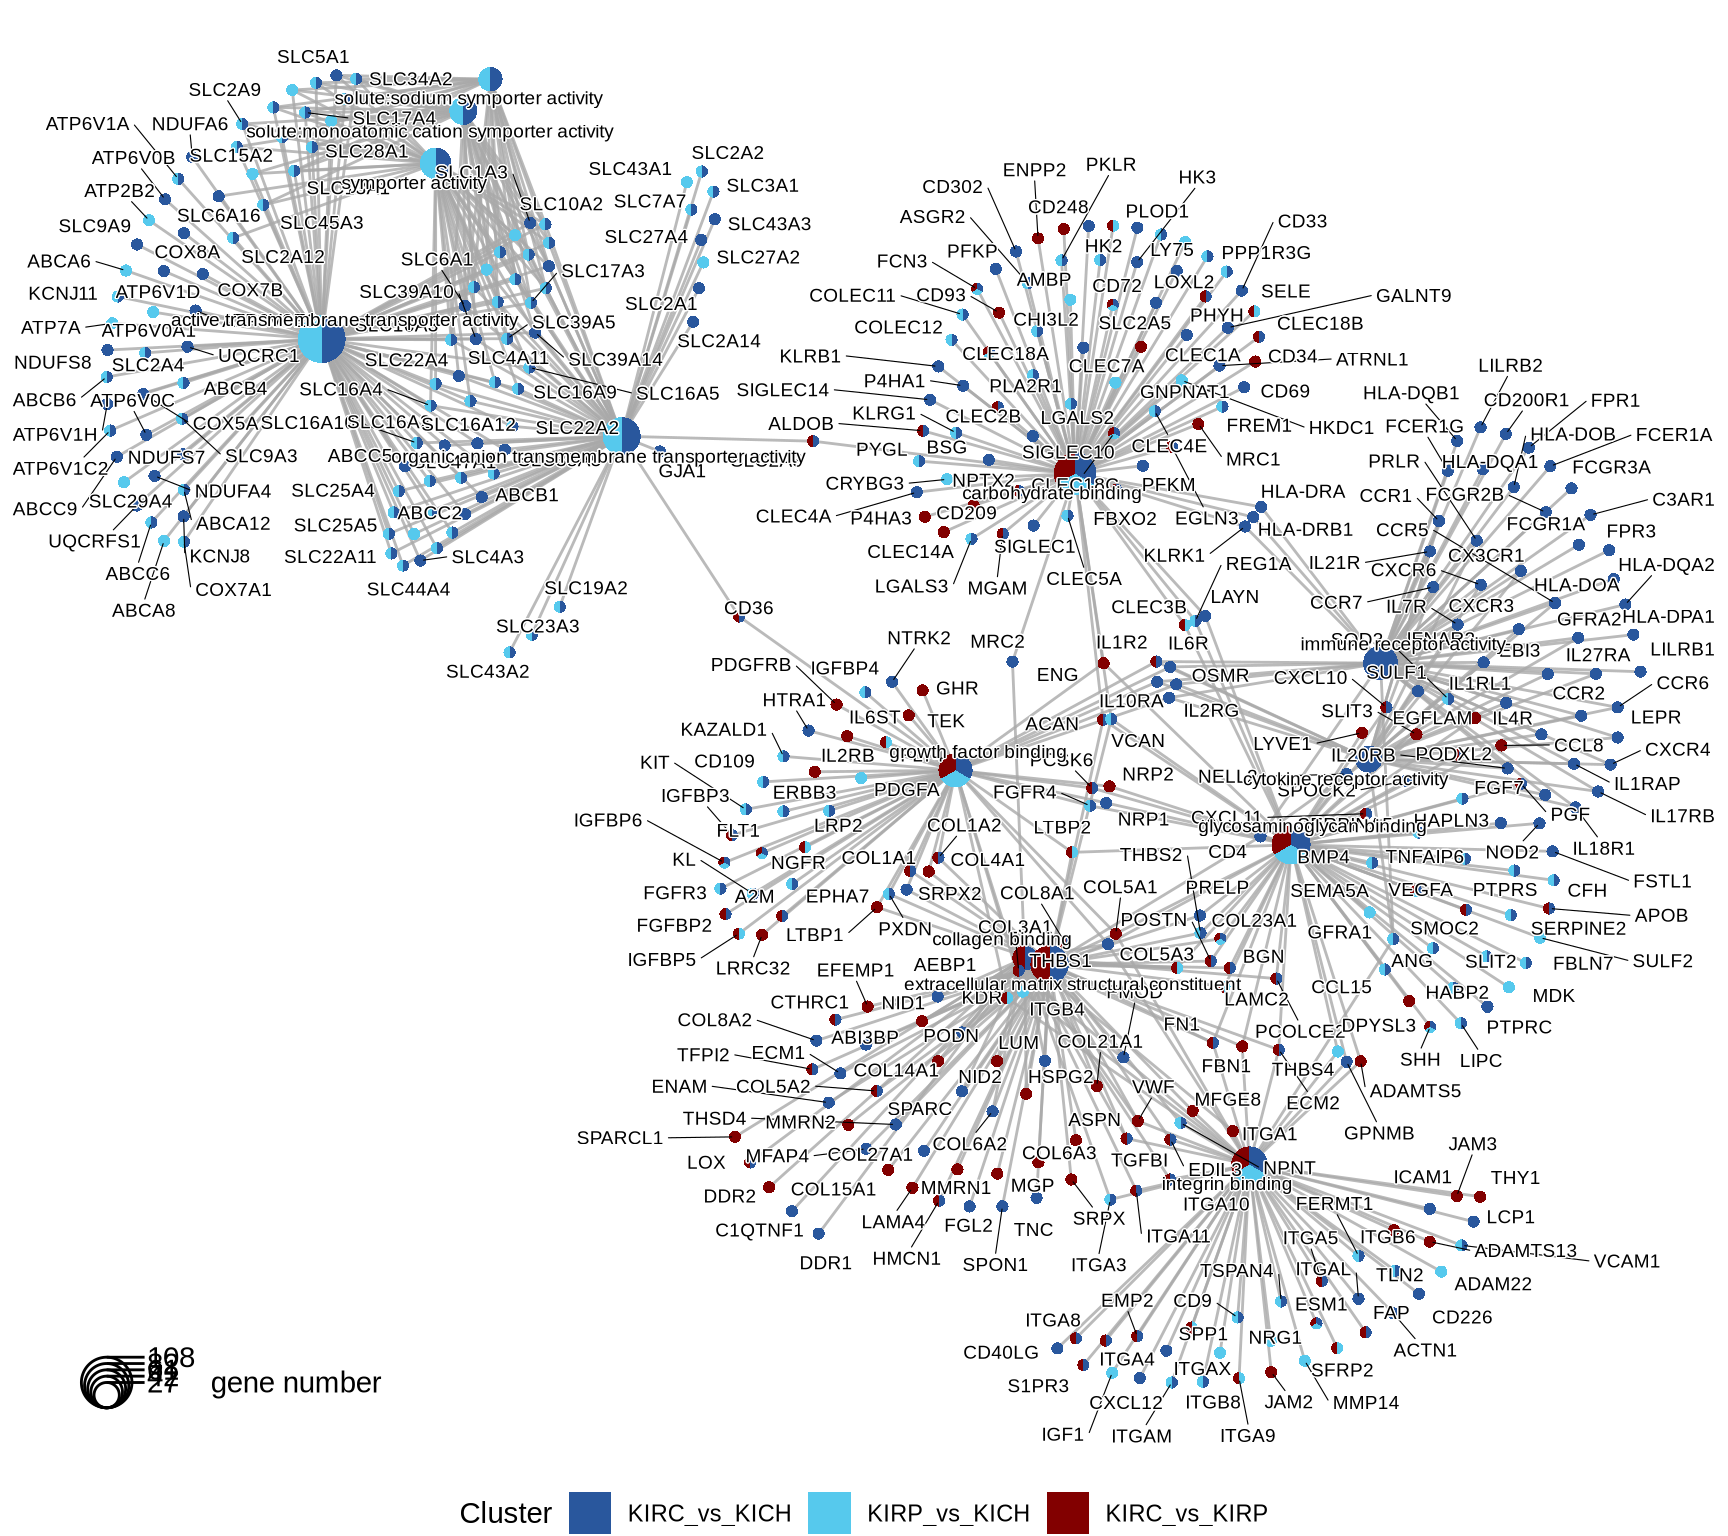 SLC5A1
SLC34A2
SLC2A9
solute:sodium symporter activity
SLC17A4
ATP6V1A
NDUFA6
solute:monoatomic cation symporter activity
SLC28A1
SLC15A2
ATP6V0B
SLC1A3
symporter activity
ATP2B2
SLC6A16
SLC45A3
SLC9A9
COX8A
SLC2A12
ABCA6
COX7B
KCNJ11
ATP6V1D
ATP7A
ATP6V0A1
active transmembrane transporter activity
NDUFS8
SLC2A4
UQCRC1
ABCB6
ATP6V0C
ABCB4
COX5A
ATP6V1H
NDUFS7
SLC9A3
ATP6V1C2
NDUFA4
ABCC9
SLC29A4
ABCA12
UQCRFS1
KCNJ8
ABCC6
COX7A1
ABCA8
SLC10A2
SLC6A1
SLC17A3
SLC39A10
SLC39A5
SLC22A4
SLC4A11
SLC39A14
SLC16A4
SLC16A9
SLC16A5
SLC16A12
SLC22A2
ABCC5
organic anion transmembrane transporter activity
GJA1
SLC25A4
ABCB1
ABCC2
SLC25A5
SLC22A11
SLC4A3
SLC44A4
SLC19A2
SLC23A3
SLC43A2
SLC2A2
SLC43A1
SLC3A1
SLC7A7
SLC43A3
SLC27A4
SLC27A2
SLC2A1
SLC2A14
CD36
ENPP2
PKLR
HK3
CD302
CD248
PLOD1
CD33
ASGR2
HK2
LY75
PPP1R3G
PFKP
FCN3
AMBP
CD72
LOXL2
SELE
GALNT9
COLEC11
CD93
CHI3L2
SLC2A5
PHYH
CLEC18B
COLEC12
CLEC18A
CLEC7A
CLEC1A
CD34
ATRNL1
KLRB1
P4HA1
PLA2R1
GNPNAT1
CD69
SIGLEC14
KLRG1
CLEC2B
LGALS2
FREM1
HKDC1
ALDOB
BSG
SIGLEC10
CLEC4E
MRC1
PYGL
CRYBG3
NPTX2
CLEC18G
PFKM
carbohydrate binding
CLEC4A
P4HA3
CD209
FBXO2
EGLN3
HLA-DRA
HLA-DRB1
CLEC14A
SIGLEC1
KLRK1
LGALS3
MGAM
CLEC5A
REG1A
LAYN
CLEC3B
IL1R2
IL6R
LILRB2
HLA-DQB1
CD200R1
FPR1
FCER1G
HLA-DOB
FCER1A
PRLR
HLA-DQA1
FCGR3A
CCR1
FCGR2B
C3AR1
CCR5
FCGR1A
FPR3
IL21R
CX3CR1
CXCR6
HLA-DOA
HLA-DQA2
CCR7
IL7R
CXCR3
GFRA2
HLA-DPA1
immune receptor activity
EBI3
IL27RA
LILRB1
SULF1
CXCL10
IL1RL1
CCR2
CCR6
SLIT3
EGFLAM
IL4R
LEPR
LYVE1
IL20RB
PODXL2
CCL8
CXCR4
cytokine receptor activity
SPOCK2
FGF7
IL1RAP
IL17RB
CXCL11
glycosaminoglycan binding
HAPLN3
PGF
CD4
BMP4
TNFAIP6
NOD2
IL18R1
FSTL1
SEMA5A
VEGFA
PTPRS
CFH
APOB
GFRA1
SMOC2
SERPINE2
ANG
SLIT2
FBLN7
SULF2
CCL15
HABP2
MDK
DPYSL3
PTPRC
SHH
LIPC
NTRK2
MRC2
PDGFRB
IGFBP4
GHR
ENG
OSMR
HTRA1
IL6ST
TEK
IL10RA
IL2RG
ACAN
KAZALD1
IL2RB
growth factor binding
VCAN
KIT
CD109
PCSK6
NRP2
PDGFA
IGFBP3
ERBB3
FGFR4
NRP1
IGFBP6
FLT1
LRP2
COL1A2
LTBP2
KL
NGFR
COL1A1
COL4A1
THBS2
FGFR3
A2M
EPHA7
SRPX2
COL8A1
COL5A1
PRELP
FGFBP2
LTBP1
PXDN
COL3A1
POSTN
COL23A1
collagen binding
IGFBP5
LRRC32
EFEMP1
AEBP1
THBS1
COL5A3
BGN
extracellular matrix structural constituent
KDR
FMOD
LAMC2
CTHRC1
NID1
ITGB4
COL8A2
ABI3BP
PODN
LUM
COL21A1
FN1
PCOLCE2
TFPI2
ECM1
COL14A1
NID2
HSPG2
FBN1
THBS4
ENAM
COL5A2
VWF
ADAMTS5
THSD4
MMRN2
SPARC
ASPN
MFGE8
ECM2
SPARCL1
COL6A2
ITGA1
GPNMB
LOX
MFAP4
COL27A1
COL6A3
TGFBI
EDIL3
NPNT
DDR2
COL15A1
MMRN1
MGP
integrin binding
C1QTNF1
LAMA4
FGL2
TNC
SRPX
ITGA10
DDR1
HMCN1
SPON1
ITGA3
ITGA11
JAM3
ICAM1
THY1
FERMT1
LCP1
ITGA5
ITGB6
ADAMTS13
VCAM1
TSPAN4
ITGAL
TLN2
ADAM22
EMP2
CD9
ESM1
FAP
CD226
ITGA8
SPP1
NRG1
ACTN1
CD40LG
ITGA4
ITGAX
SFRP2
S1PR3
CXCL12
ITGB8
JAM2
MMP14
IGF1
ITGAM
ITGA9
108
27
gene number
Cluster
KIRC_vs_KICH
KIRP_vs_KICH
KIRC_vs_KIRP